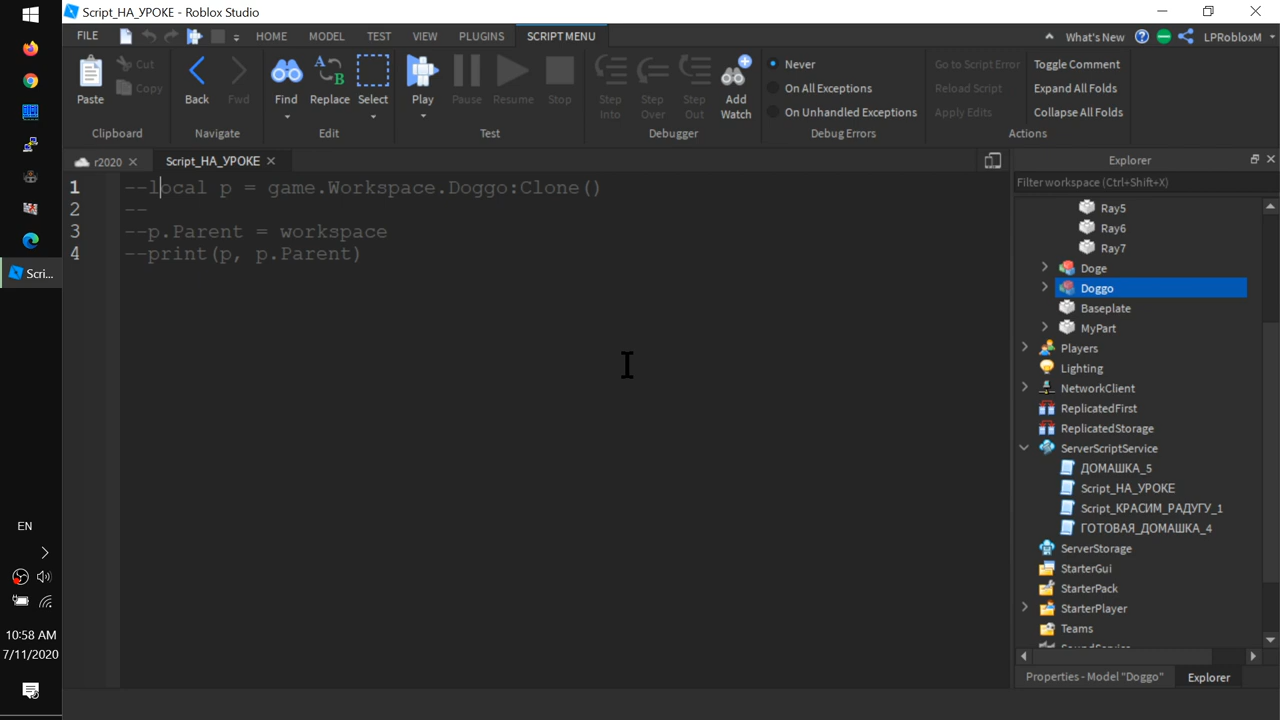 Script_НА_УРОКЕ - Roblox Studio
FILE HOME MODEL TEST VIEW PLUGINS SCRIPT MENU What's New LPRobloxM
Paste Cut Copy Back Fwd Find Replace Select Play Pause Resume Stop Step Into Step Over Step Out Add Watch
Never
On All Exceptions
On Unhandled Exceptions
Go to Script Error
Reload Script
Apply Edits
Toggle Comment
Expand All Folds
Collapse All Folds
Clipboard Navigate Edit Test Debugger Debug Errors Actions
r2020 Script_НА_УРОКЕ
1 --local p = game.Workspace.Doggo:Clone()
2 --
3 --p.Parent = workspace
4 --print(p, p.Parent)
Explorer
Filter workspace (Ctrl+Shift+X)
Ray5
Ray6
Ray7
Doge
Doggo
Baseplate
MyPart
Players
Lighting
NetworkClient
ReplicatedFirst
ReplicatedStorage
ServerScriptService
ДОМАШКА_5
Script_НА_УРОКЕ
Script_КРАСИМ_РАДУГУ_1
ГОТОВАЯ_ДОМАШКА_4
ServerStorage
StarterGui
StarterPack
StarterPlayer
Teams
SoundService
Properties - Model "Doggo" Explorer
Scri...
EN
10:58 AM
7/11/2020